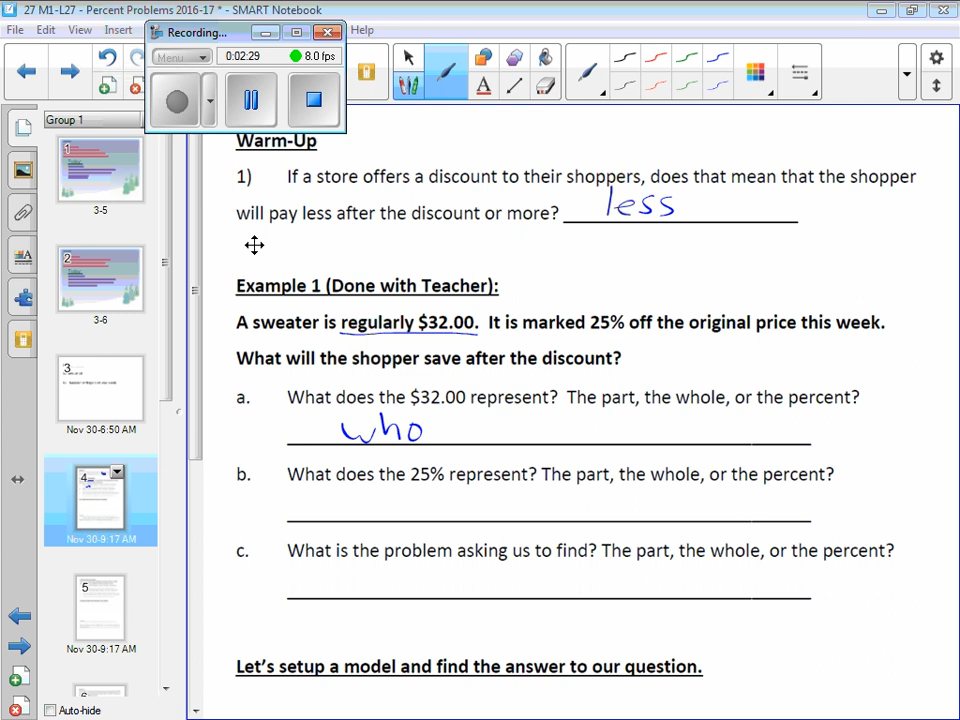 27 M1-L27 - Percent Problems 2016-17 * - SMART Notebook
File Edit View Insert Help
Recording...
Menu 0:02:29 8.0 fps
Group 1
1
3-5
2
3-6
3
Nov 30-6:50 AM
4
Nov 30-9:17 AM
5
Nov 30-9:17 AM
6
Auto-hide
Warm-Up
1) If a store offers a discount to their shoppers, does that mean that the shopper
will pay less after the discount or more? less
Example 1 (Done with Teacher):
A sweater is regularly $32.00. It is marked 25% off the original price this week.
What will the shopper save after the discount?
a. What does the $32.00 represent? The part, the whole, or the percent?
who
b. What does the 25% represent? The part, the whole, or the percent?
c. What is the problem asking us to find? The part, the whole, or the percent?
Let's setup a model and find the answer to our question.